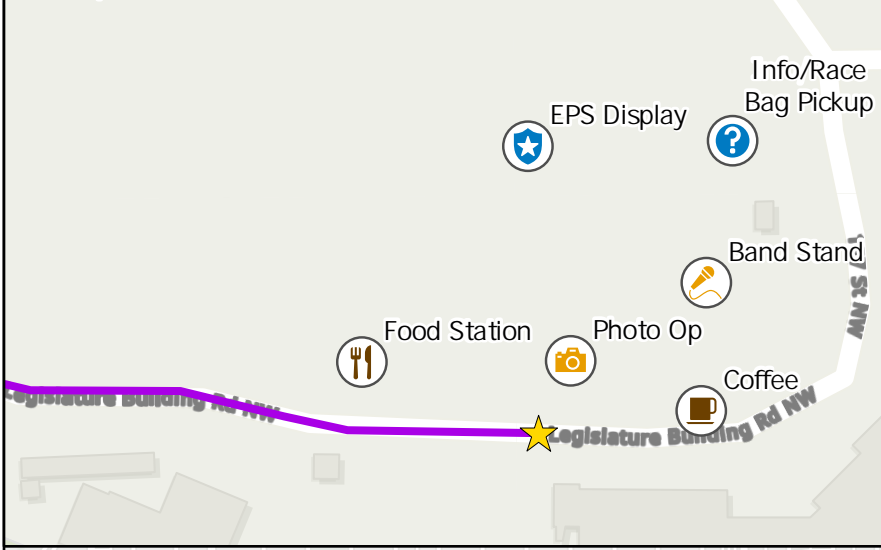 Info/Race
Bag Pickup
EPS Display
Band Stand
Food Station
Photo Op
Coffee
Legislature Building Rd NW
Legislature Building Rd NW
St NW